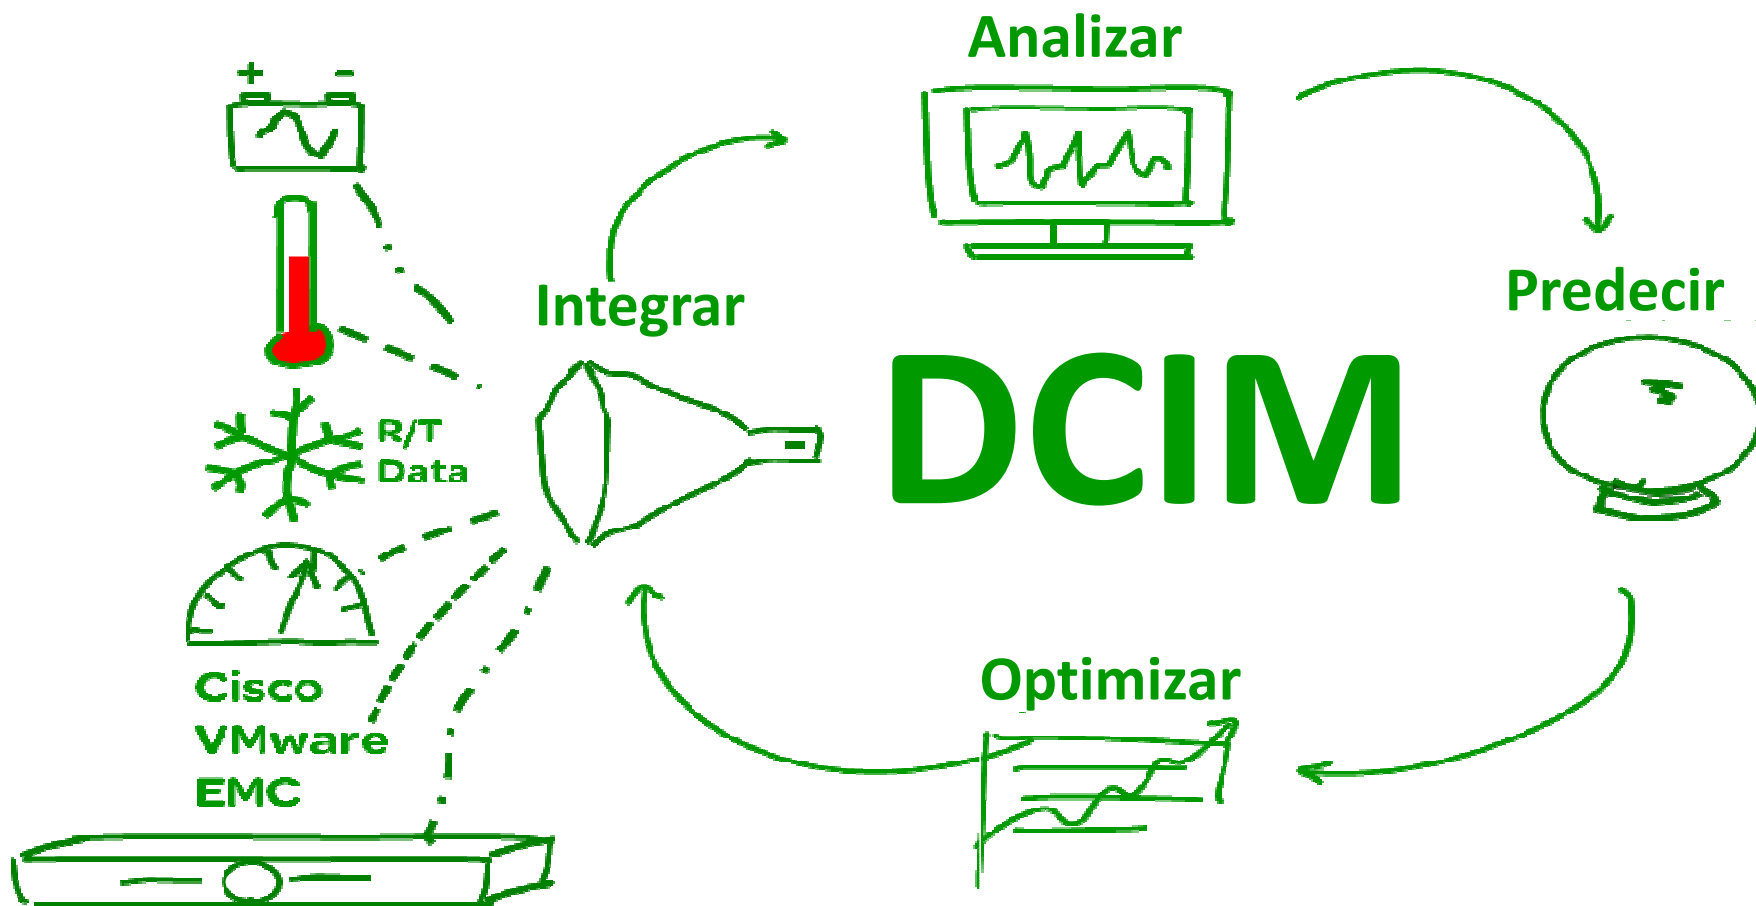 Analizar
+ -
Integrar
Predecir
DCIM
R/T
Data
Optimizar
Cisco
VMware
EMC